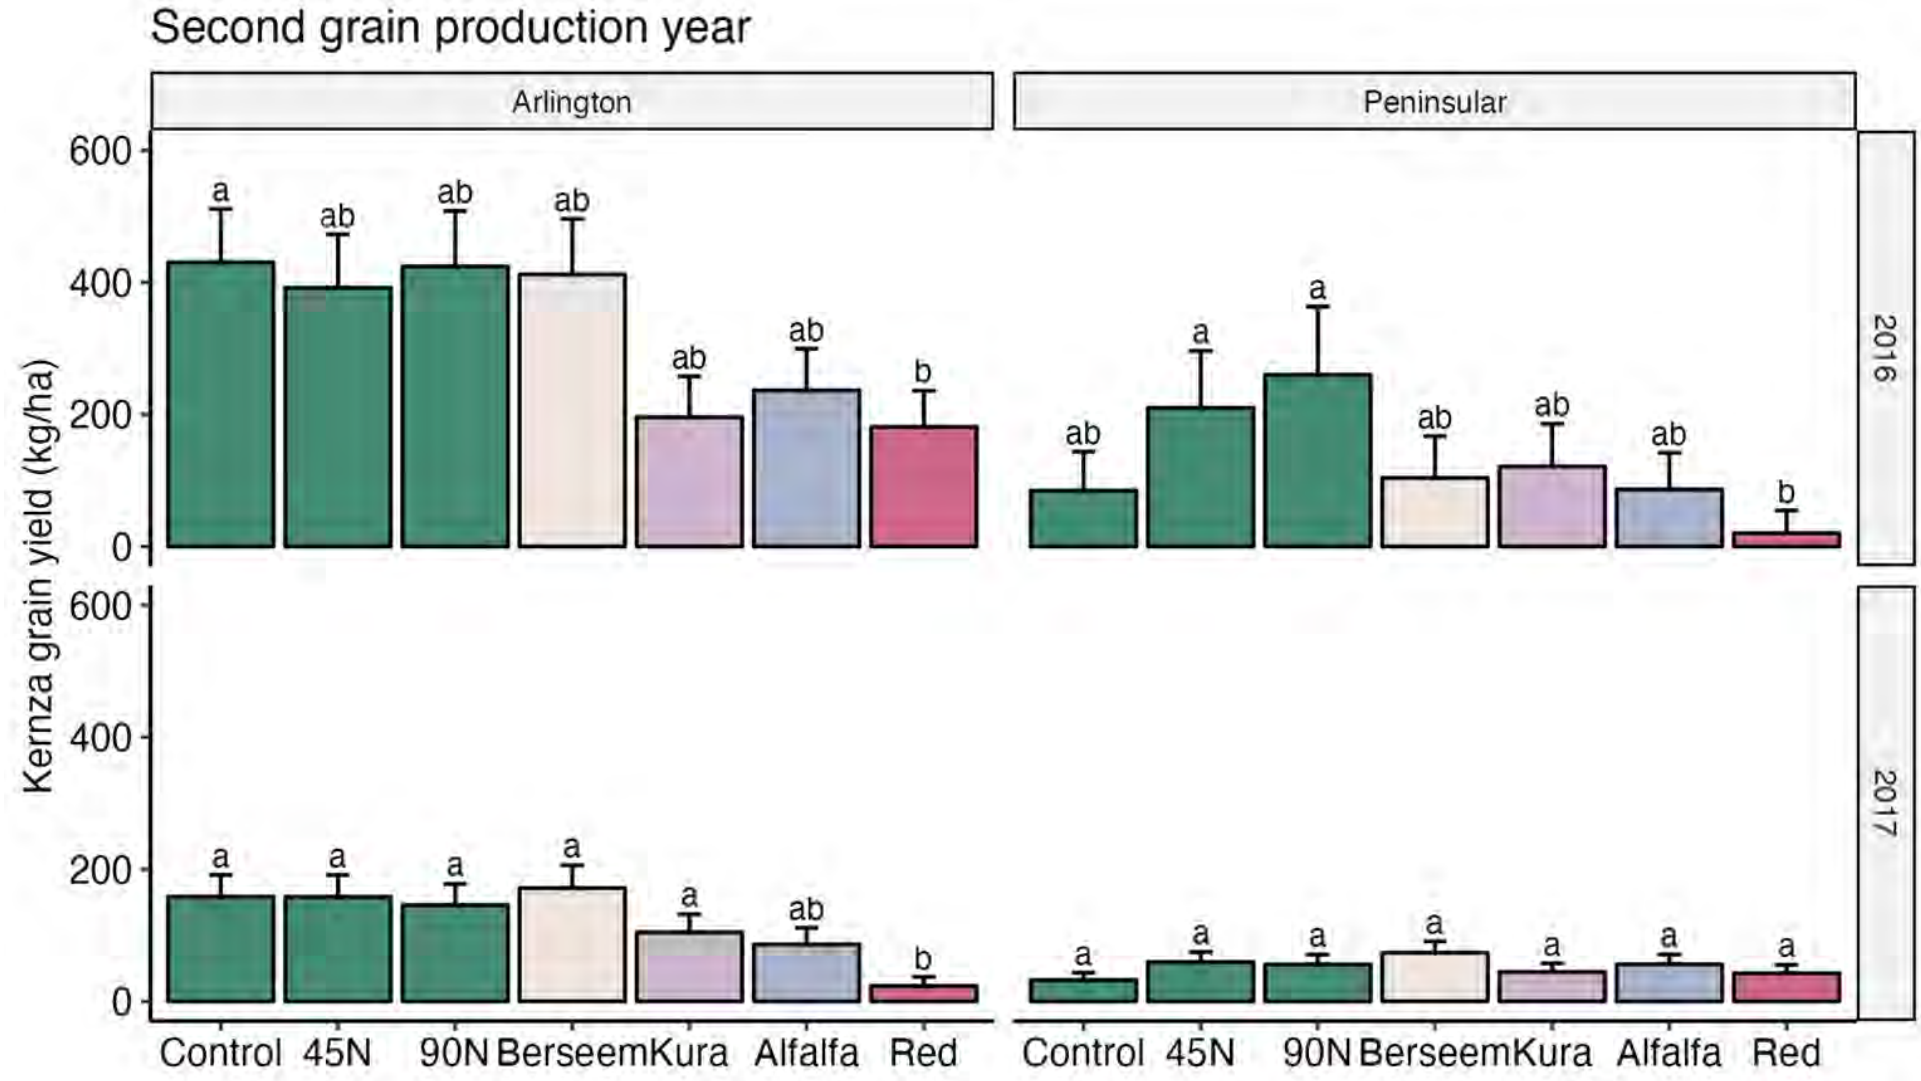 Second grain production year
Arlington
Peninsular
Kernza grain yield (kg/ha)
600
400
200
0
a
ab
ab
ab
ab
ab
b
ab
a
a
ab
ab
ab
b
2016
600
400
200
0
a
a
a
a
a
ab
b
a
a
a
a
a
a
a
2017
Control 45N 90N Berseem Kura Alfalfa Red
Control 45N 90N Berseem Kura Alfalfa Red